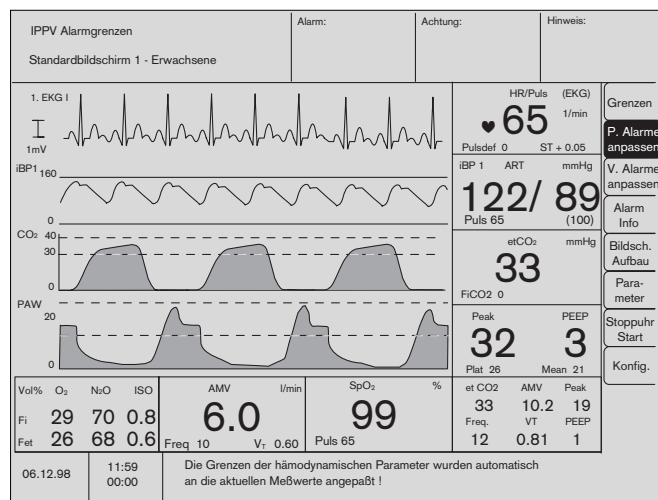 IPPV Alarmgrenzen
Standardbildschirm 1 - Erwachsene
Alarm:
Achtung:
Hinweis:
1. EKG I
1mV
HR/Puls (EKG)
65 1/min
Pulsdef 0 ST + 0.05
iBP1 160
0
iBP 1 ART mmHg
122/ 89
Puls 65 (100)
CO₂ 40
30
0
etCO₂ mmHg
33
FiCO2 0
PAW
20
0
Peak PEEP
32 3
Plat 26 Mean 21
Grenzen
P. Alarme
anpassen
V. Alarme
anpassen
Alarm
Info
Bildsch.
Aufbau
Para-
meter
Stoppuhr
Start
Konfig.
Vol% O₂ N₂O ISO
Fi 29 70 0.8
Fet 26 68 0.6
AMV l/min
6.0
Freq 10 VT 0.60
SpO₂ %
99
Puls 65
et CO2 AMV Peak
33 10.2 19
Freq. VT PEEP
12 0.81 1
06.12.98
11:59
00:00
Die Grenzen der hämodynamischen Parameter wurden automatisch
an die aktuellen Meßwerte angepaßt !